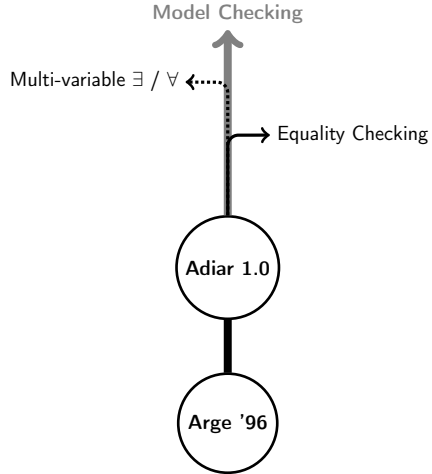 Model Checking
Multi-variable ∃ / ∀
Equality Checking
Adiar 1.0
Arge '96